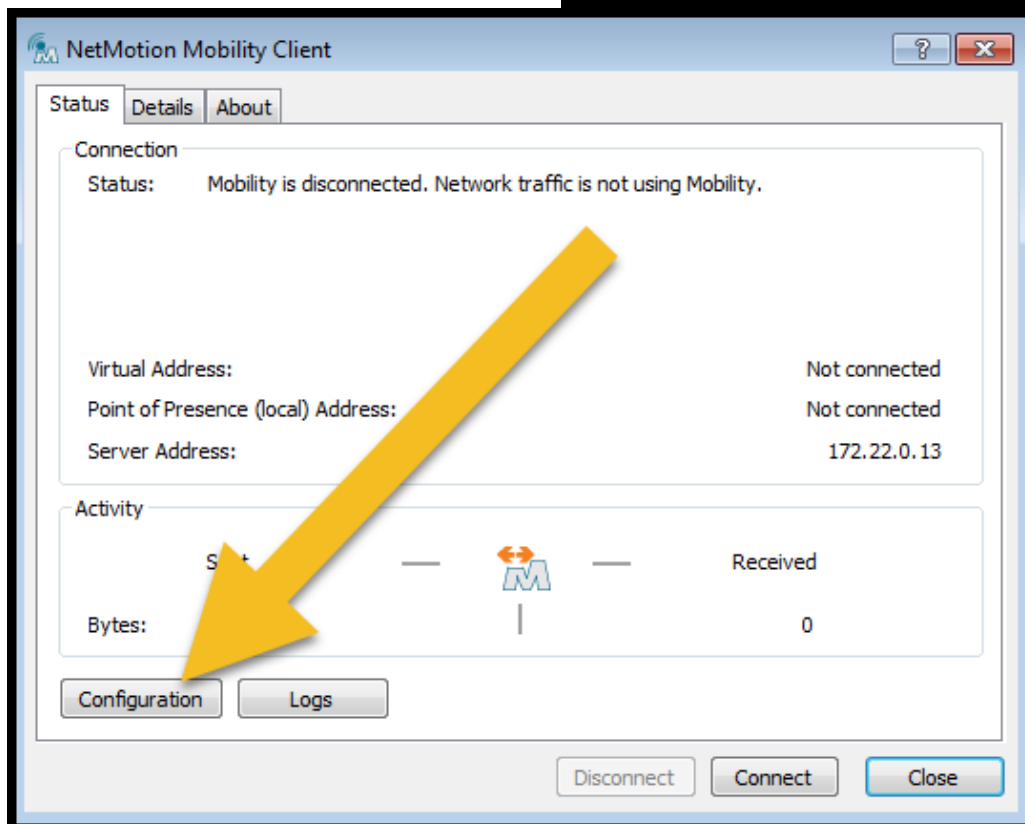 NetMotion Mobility Client
Status Details About
Connection
Status: Mobility is disconnected. Network traffic is not using Mobility.
Virtual Address: Not connected
Point of Presence (local) Address: Not connected
Server Address: 172.22.0.13
Activity
Received
Bytes: 0
Configuration Logs
Disconnect Connect Close